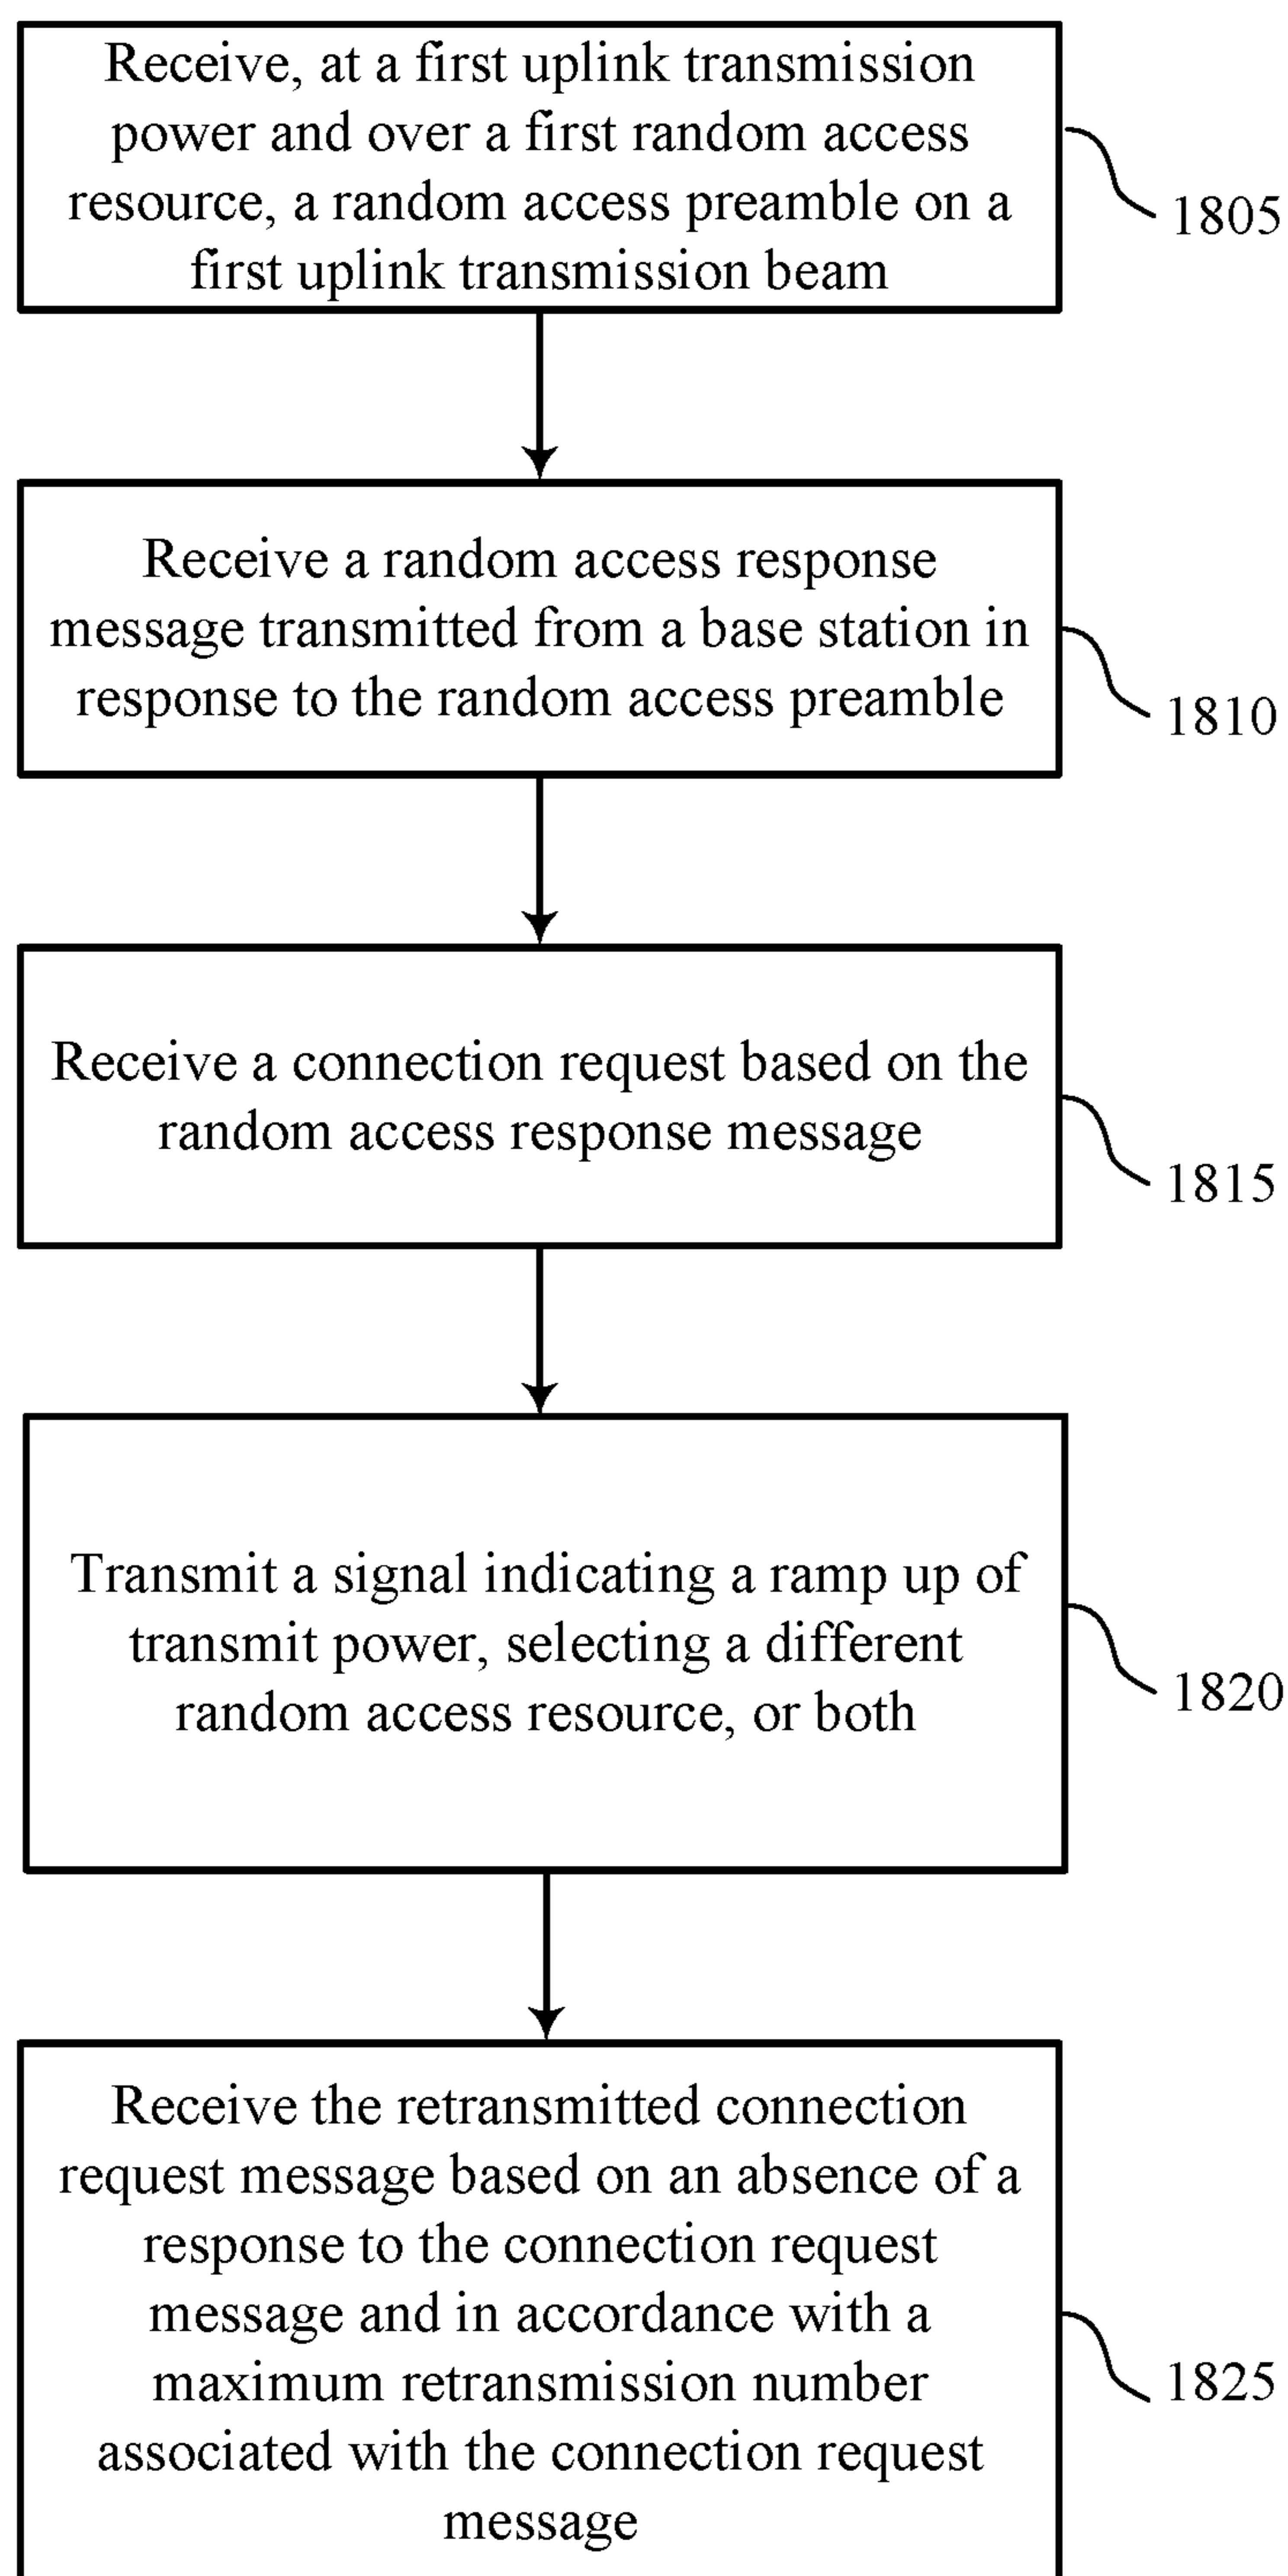 Receive, at a first uplink transmission
power and over a first random access
resource, a random access preamble on a
first uplink transmission beam
1805
Receive a random access response
message transmitted from a base station in
response to the random access preamble
1810
Receive a connection request based on the
random access response message
1815
Transmit a signal indicating a ramp up of
transmit power, selecting a different
random access resource, or both
1820
Receive the retransmitted connection
request message based on an absence of a
response to the connection request
message and in accordance with a
maximum retransmission number
associated with the connection request
message
1825